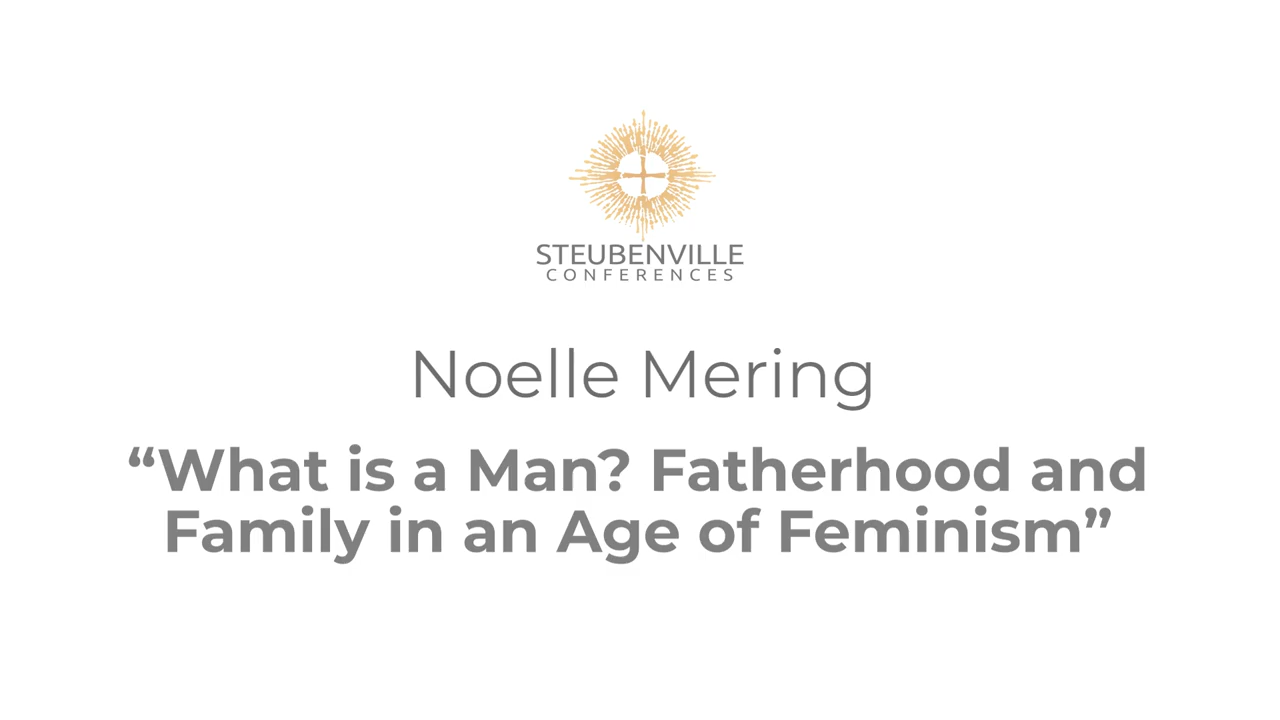 STEUBENVILLE
CONFERENCES
Noelle Mering
“What is a Man? Fatherhood and
Family in an Age of Feminism”